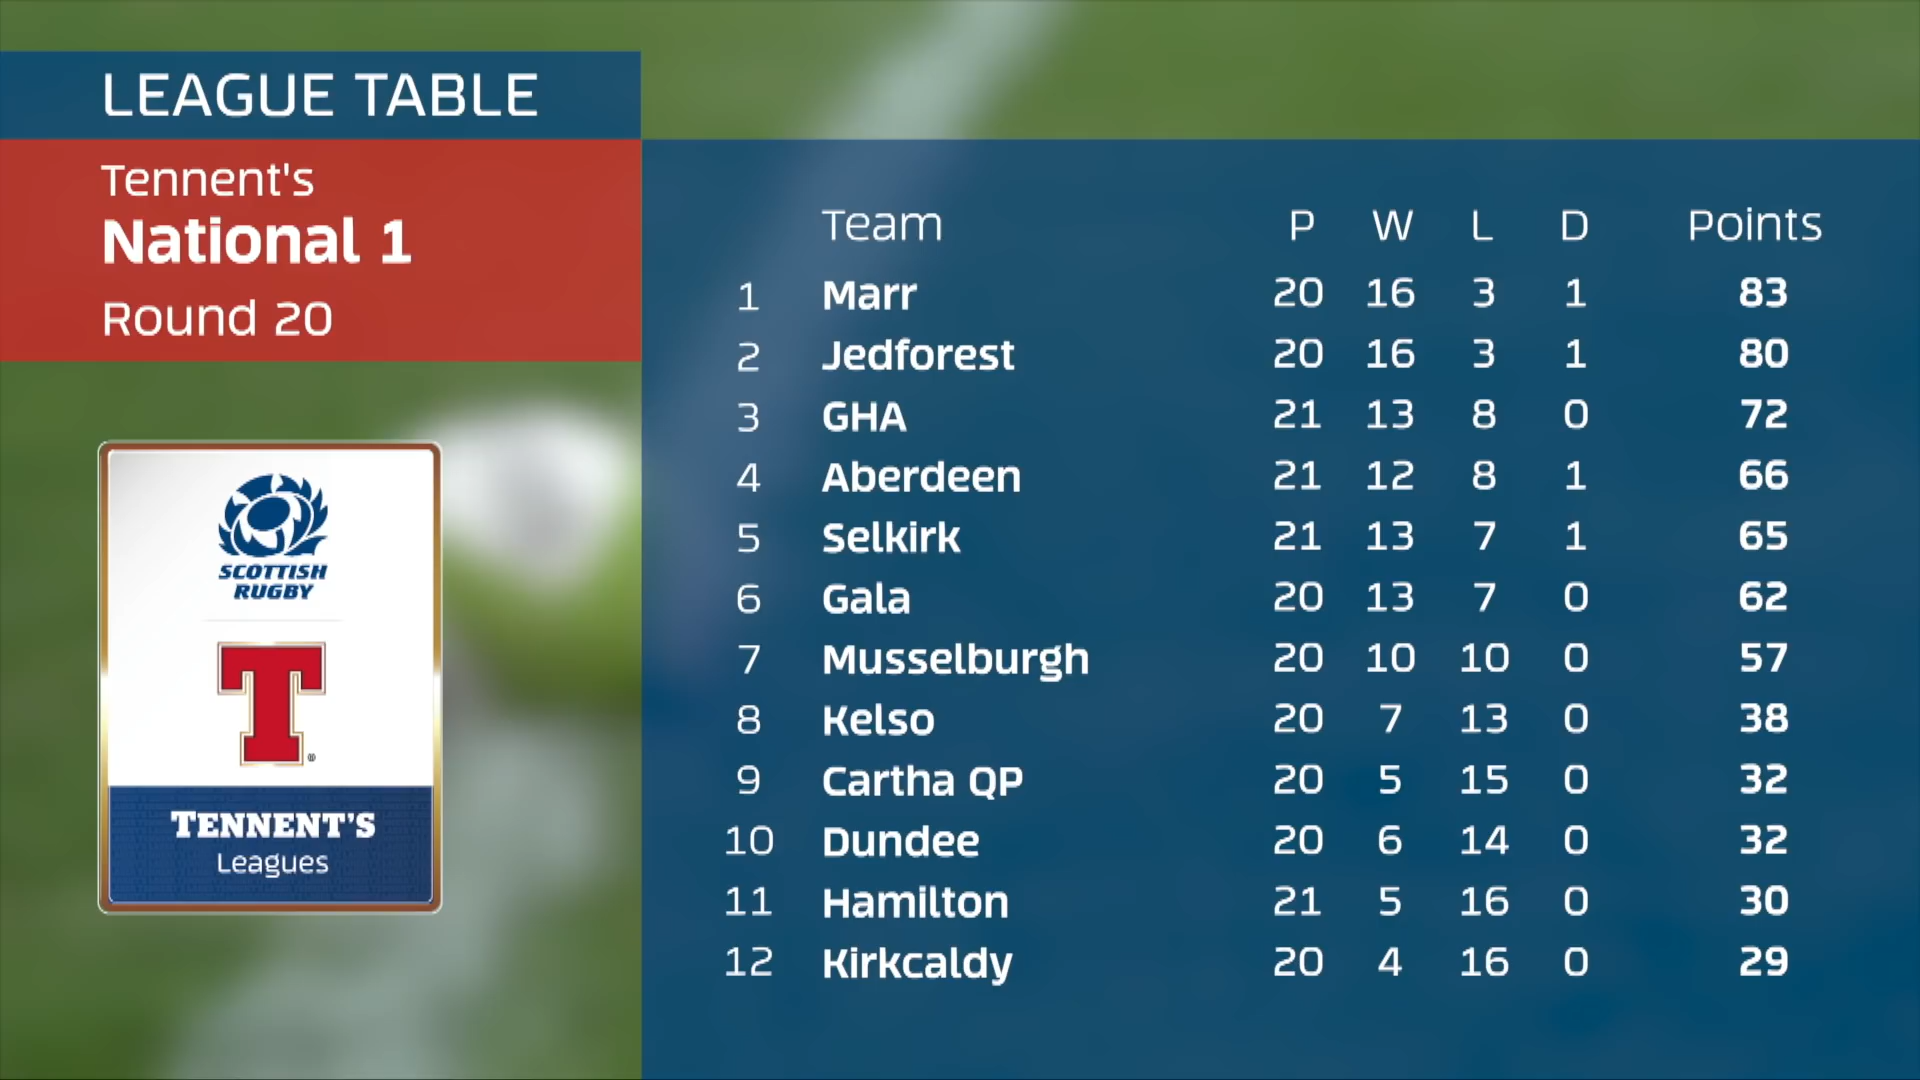 LEAGUE TABLE
Tennent's
National 1
Round 20
SCOTTISH
RUGBY
T
®
TENNENT'S
Leagues
Team P W L D Points
1 Marr 20 16 3 1 83
2 Jedforest 20 16 3 1 80
3 GHA 21 13 8 0 72
4 Aberdeen 21 12 8 1 66
5 Selkirk 21 13 7 1 65
6 Gala 20 13 7 0 62
7 Musselburgh 20 10 10 0 57
8 Kelso 20 7 13 0 38
9 Cartha QP 20 5 15 0 32
10 Dundee 20 6 14 0 32
11 Hamilton 21 5 16 0 30
12 Kirkcaldy 20 4 16 0 29